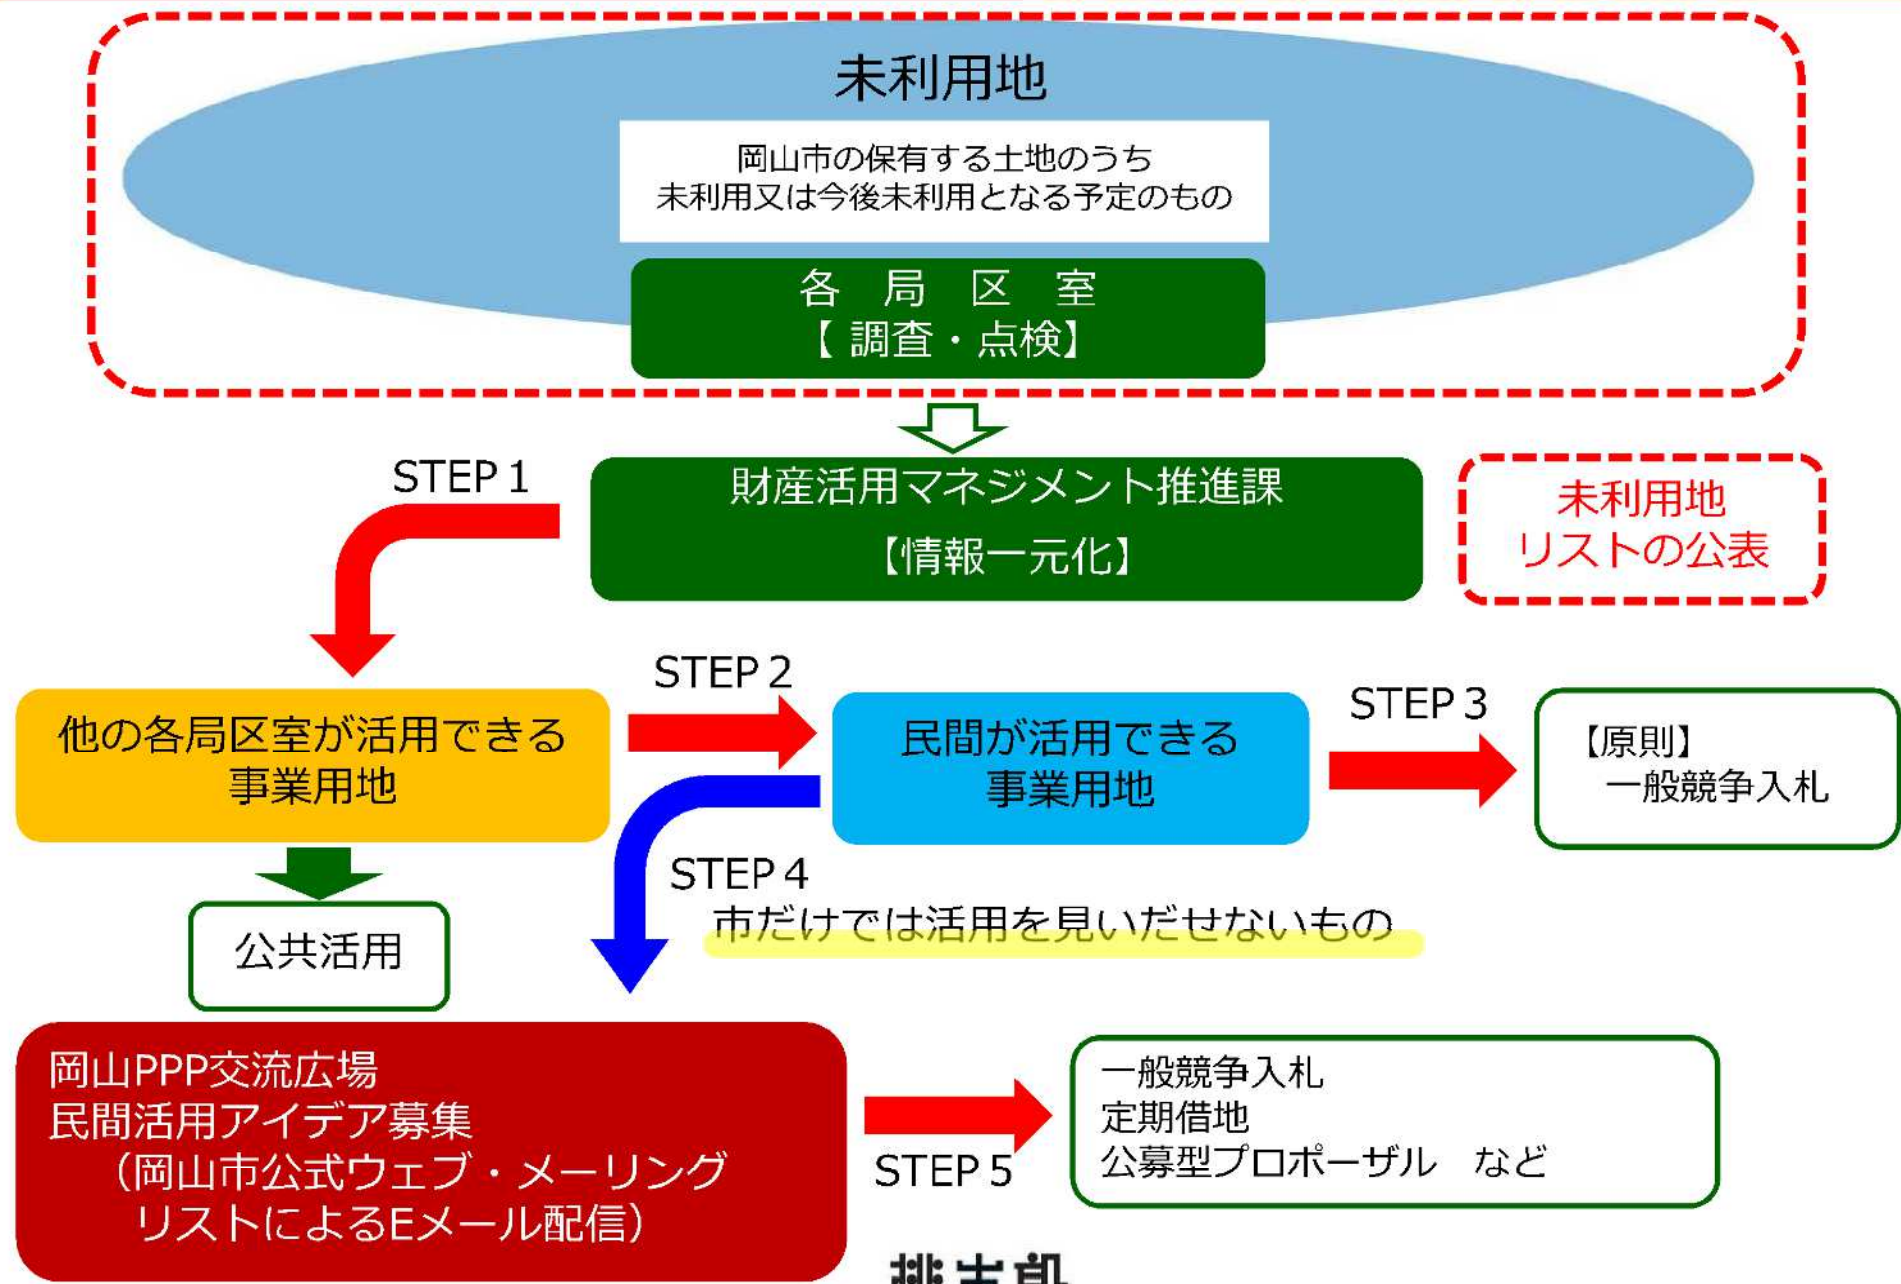 未利用地
岡山市の保有する土地のうち
未利用又は今後未利用となる予定のもの
各 局 区 室
【 調査・点検】
STEP１
財産活用マネジメント推進課
【情報一元化】
未利用地
リストの公表
他の各局区室が活用できる
事業用地
STEP２
民間が活用できる
事業用地
STEP３
【原則】
一般競争入札
公共活用
STEP４
市だけでは活用を見いだせないもの
岡山PPP交流広場
民間活用アイデア募集
（岡山市公式ウェブ・メーリング
リストによるEメール配信）
STEP５
一般競争入札
定期借地
公募型プロポーザル　など